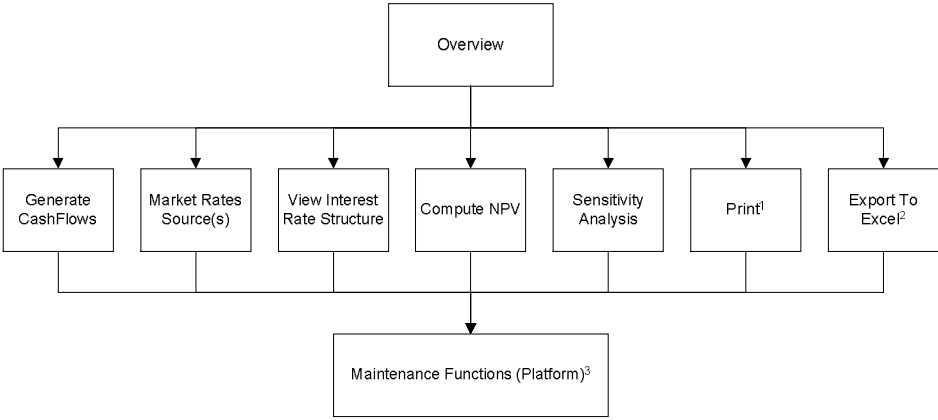 Overview
Generate
CashFlows
Market Rates
Source(s)
View Interest
Rate Structure
Compute NPV
Sensitivity
Analysis
Print¹
Export To
Excel²
Maintenance Functions (Platform)³